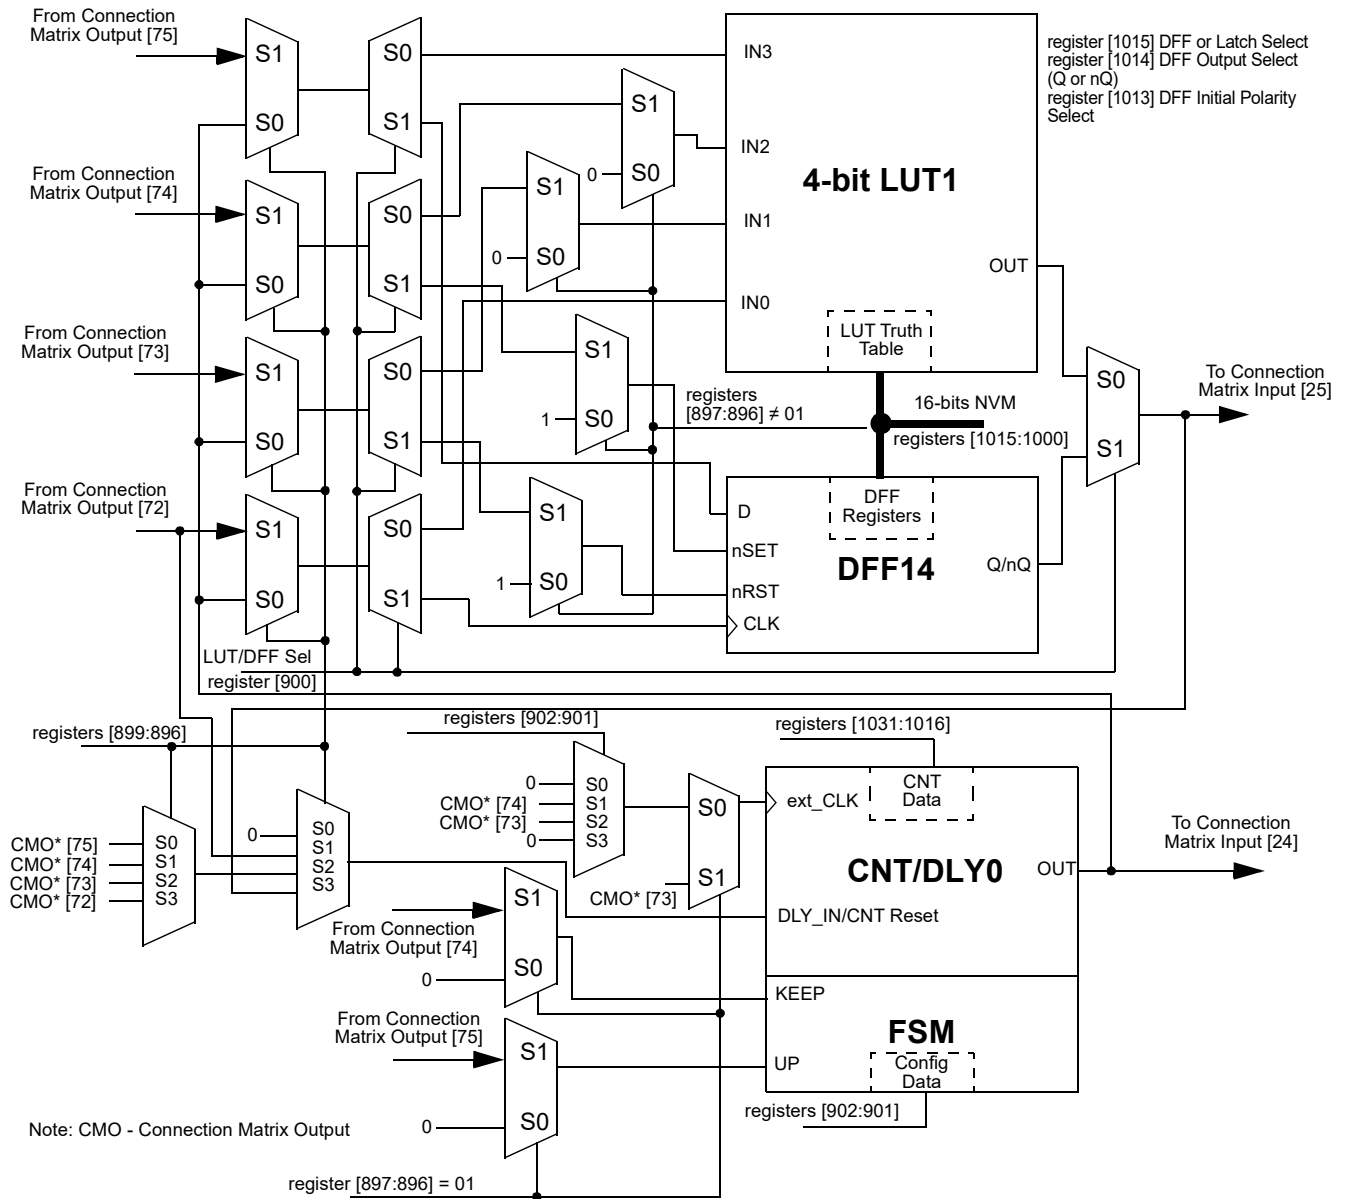 From Connection
Matrix Output [75]
S1
S0
S0
S1
IN3
S1
0
S0
IN2
4-bit LUT1
register [1015] DFF or Latch Select
register [1014] DFF Output Select
(Q or nQ)
register [1013] DFF Initial Polarity
Select
From Connection
Matrix Output [74]
S1
S0
S0
S1
S1
0
S0
IN1
IN0
OUT
LUT Truth
Table
From Connection
Matrix Output [73]
S1
S0
S0
S1
S1
1
S0
registers
[897:896] ≠ 01
16-bits NVM
registers [1015:1000]
S0
S1
To Connection
Matrix Input [25]
From Connection
Matrix Output [72]
S1
S0
S0
S1
S1
1
S0
D
nSET
nRST
CLK
DFF
Registers
DFF14
Q/nQ
LUT/DFF Sel
register [900]
registers [899:896]
registers [902:901]
registers [1031:1016]
CMO* [75]
CMO* [74]
CMO* [73]
CMO* [72]
S0
S1
S2
S3
0
S0
S1
S2
S3
0
CMO* [74]
CMO* [73]
0
S0
S1
S2
S3
S0
S1
CMO* [73]
ext_CLK
CNT
Data
CNT/DLY0
OUT
To Connection
Matrix Input [24]
DLY_IN/CNT Reset
From Connection
Matrix Output [74]
S1
0
S0
KEEP
FSM
From Connection
Matrix Output [75]
S1
0
S0
UP
Config
Data
registers [902:901]
Note: CMO - Connection Matrix Output
register [897:896] = 01